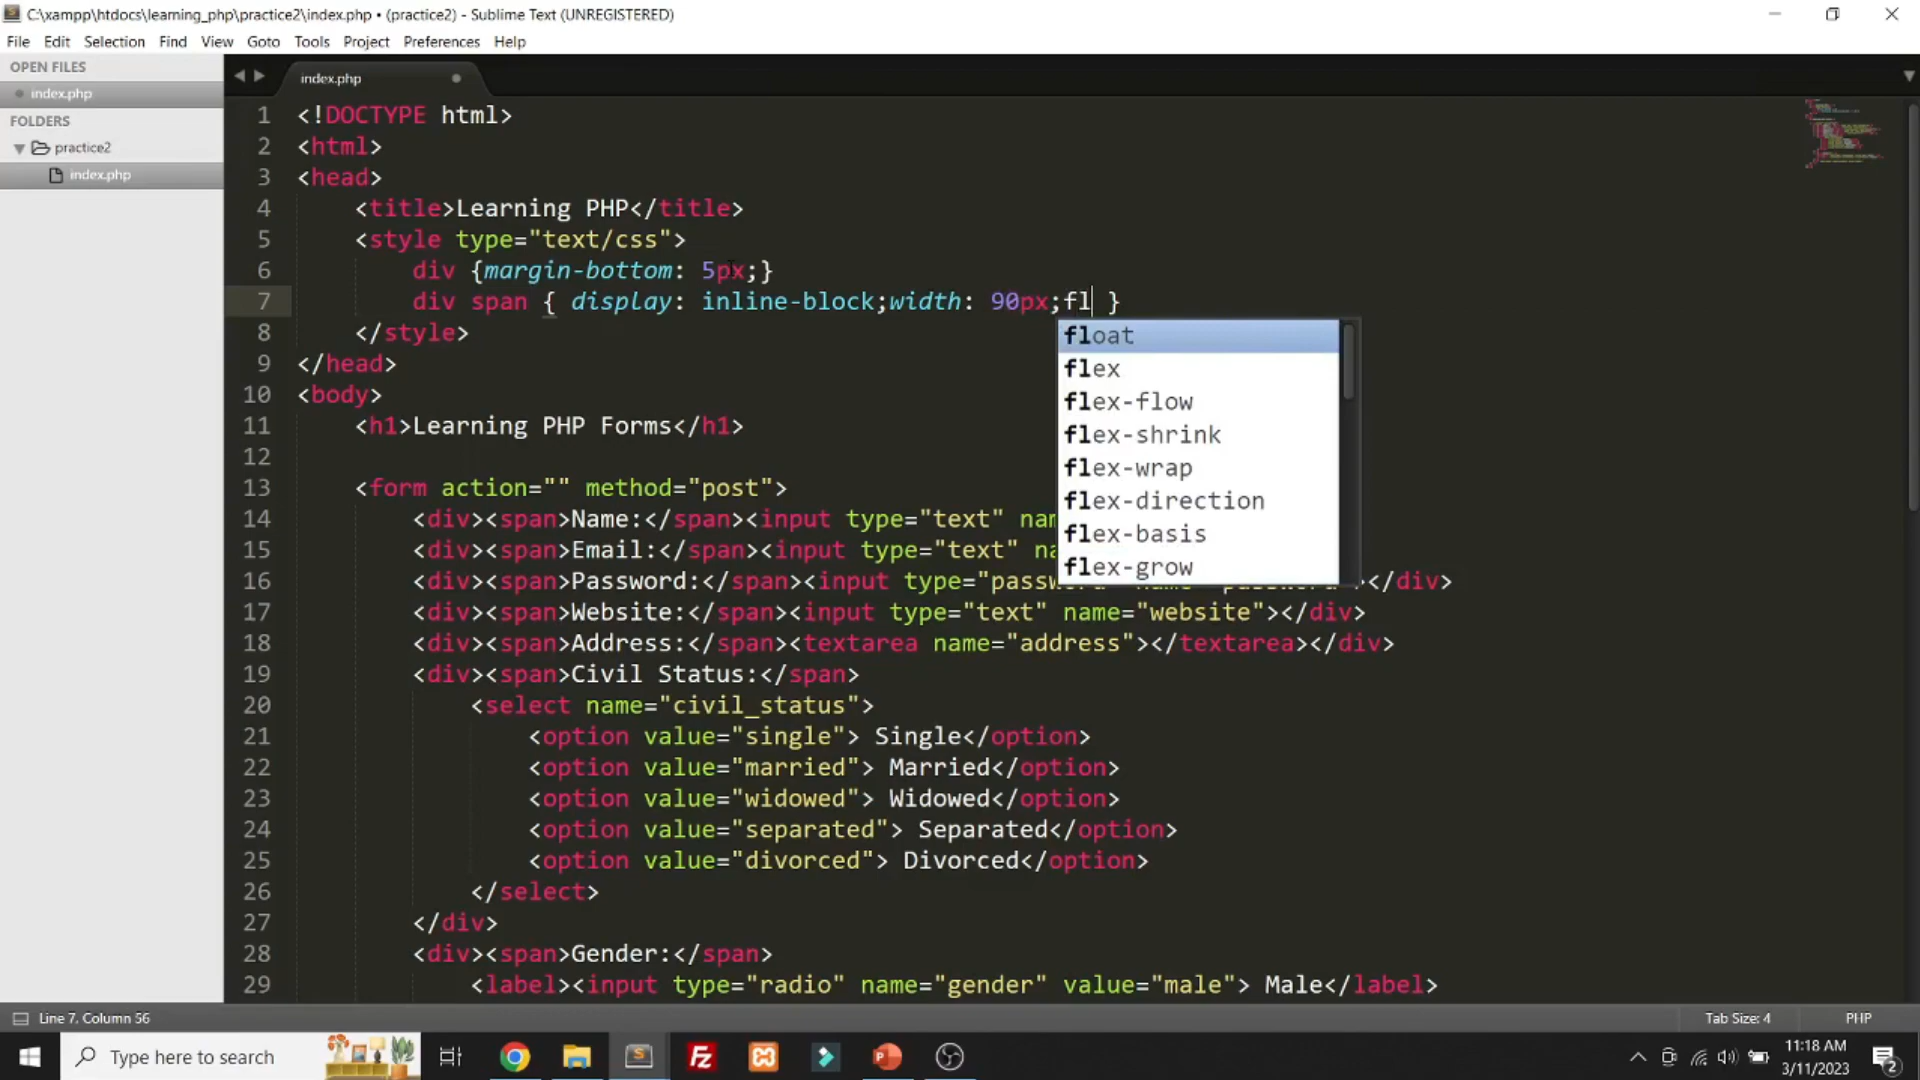 C:\xampp\htdocs\learning_php\practice2\index.php • (practice2) - Sublime Text (UNREGISTERED)
File Edit Selection Find View Goto Tools Project Preferences Help
OPEN FILES
index.php
FOLDERS
practice2
index.php
index.php
1 <!DOCTYPE html>
2 <html>
3 <head>
4 <title>Learning PHP</title>
5 <style type="text/css">
6 div {margin-bottom: 5px;}
7 div span { display: inline-block;width: 90px;fl }
8 </style>
9 </head>
10 <body>
11 <h1>Learning PHP Forms</h1>
12
13 <form action="" method="post">
14 <div><span>Name:</span><input type="text"
15 <div><span>Email:</span><input type="text"
16 <div><span>Password:</span><input type="password" name="password"></div>
17 <div><span>Website:</span><input type="text" name="website"></div>
18 <div><span>Address:</span><textarea name="address"></textarea></div>
19 <div><span>Civil Status:</span>
20 <select name="civil_status">
21 <option value="single"> Single</option>
22 <option value="married"> Married</option>
23 <option value="widowed"> Widowed</option>
24 <option value="separated"> Separated</option>
25 <option value="divorced"> Divorced</option>
26 </select>
27 </div>
28 <div><span>Gender:</span>
29 <label><input type="radio" name="gender" value="male"> Male</label>
float
flex
flex-flow
flex-shrink
flex-wrap
flex-direction
flex-basis
flex-grow
Line 7, Column 56
Tab Size: 4
PHP
Type here to search
11:18 AM
3/11/2023
2